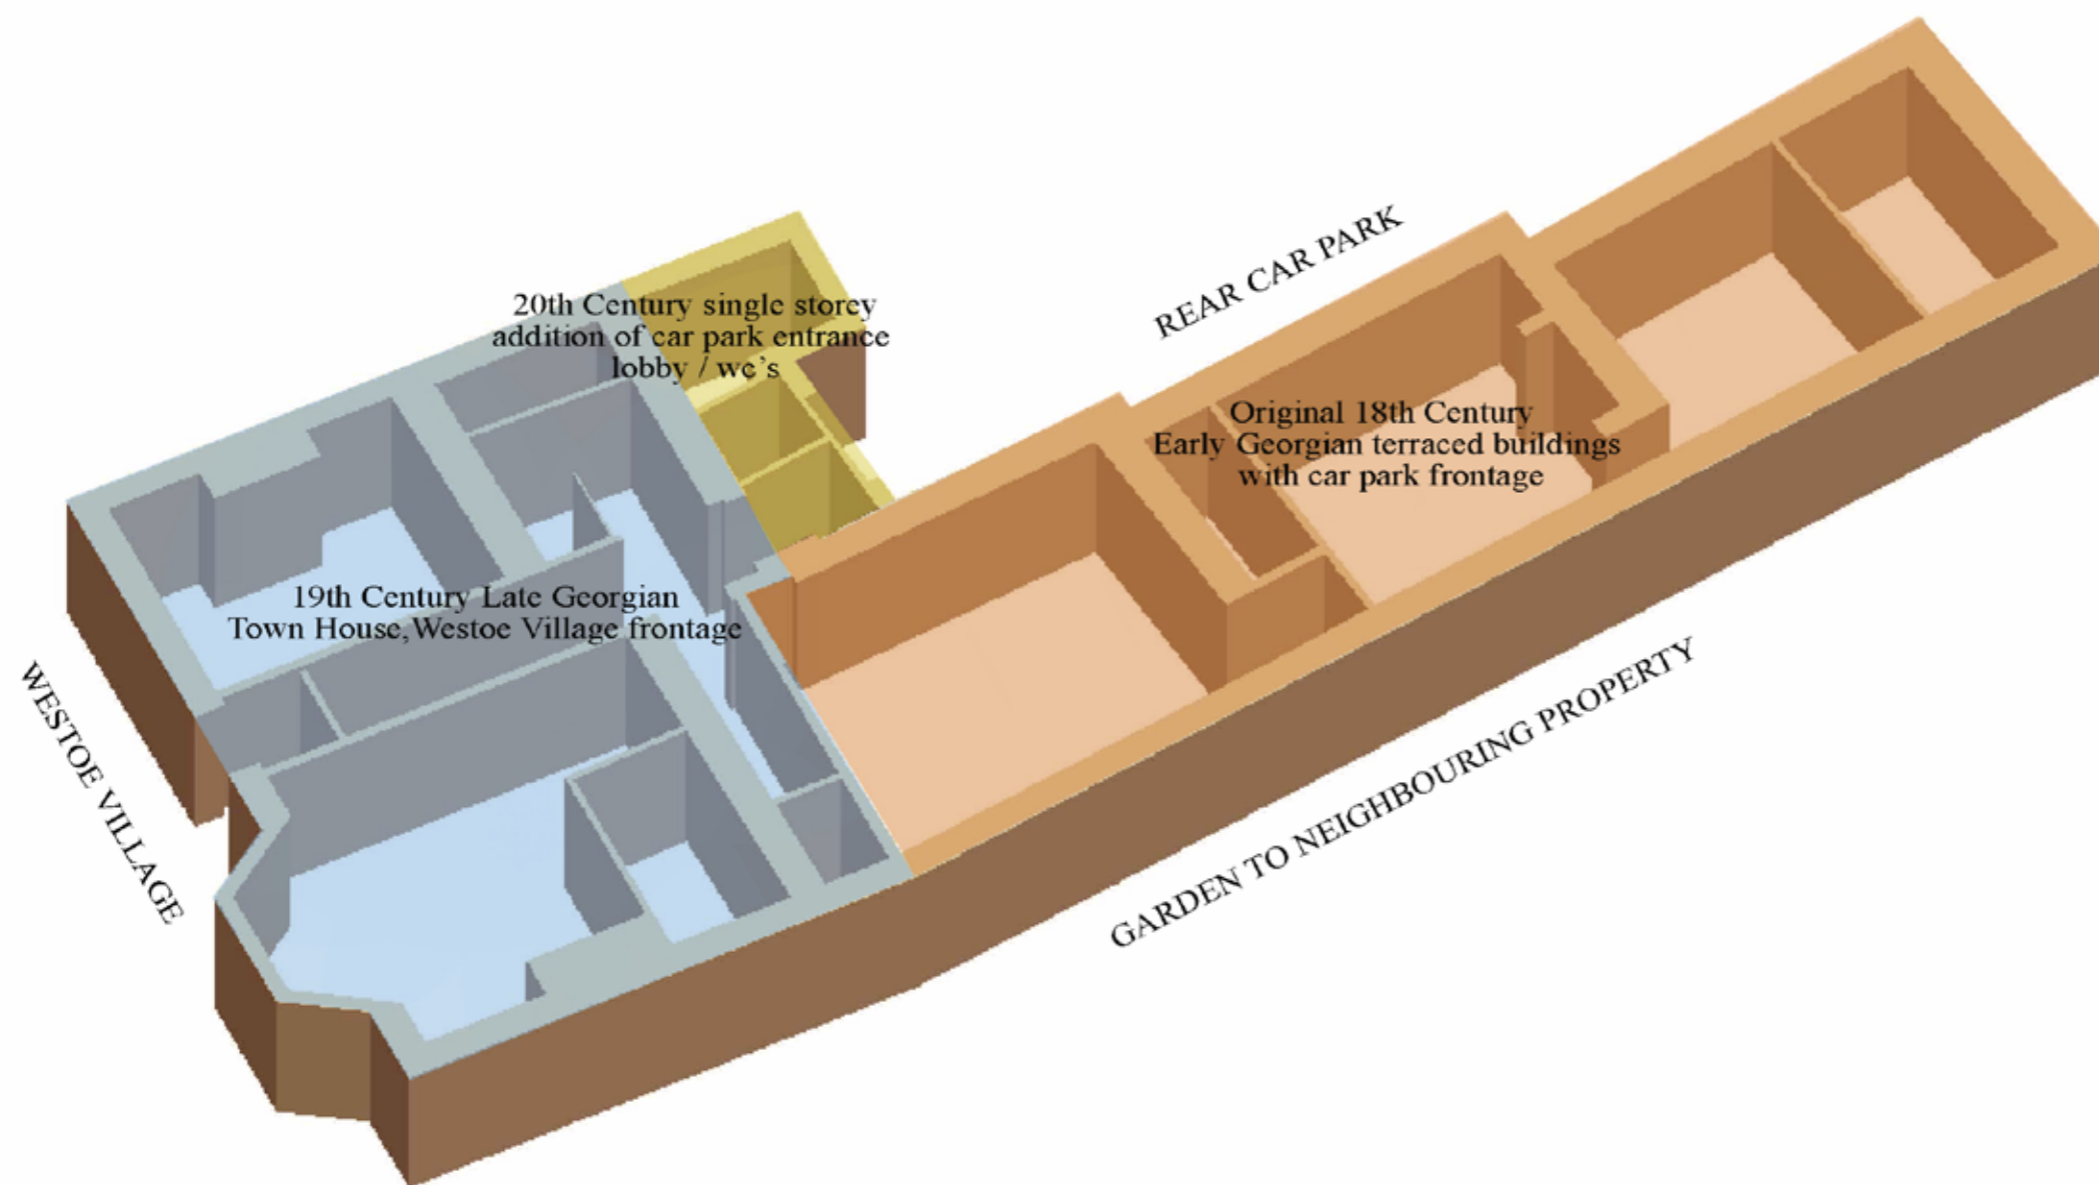 REAR CAR PARK
20th Century single storey
addition of car park entrance
lobby / wc's
Original 18th Century
Early Georgian terraced buildings
with car park frontage
19th Century Late Georgian
Town House, Westoe Village frontage
WESTOE VILLAGE
GARDEN TO NEIGHBOURING PROPERTY